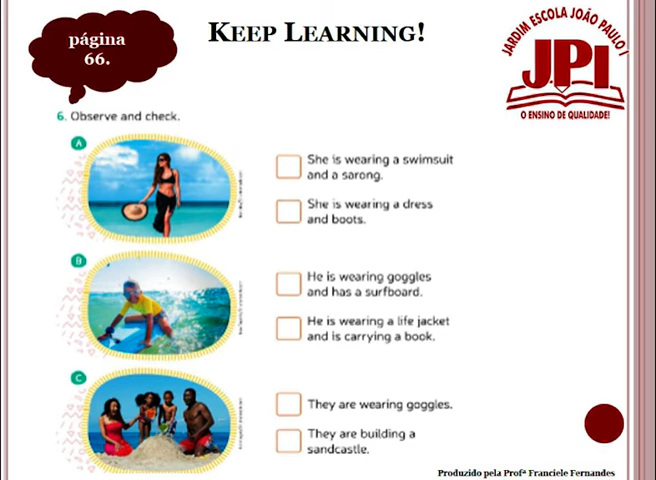 página
66.
KEEP LEARNING!
JARDIM ESCOLA JOÃO PAULO I
JPI
O ENSINO DE QUALIDADE!
6. Observe and check.
A
She is wearing a swimsuit
and a sarong.
She is wearing a dress
and boots.
B
He is wearing goggles
and has a surfboard.
He is wearing a life jacket
and is carrying a book.
C
They are wearing goggles.
They are building a
sandcastle.
Produzido pela Profª Franciele Fernandes